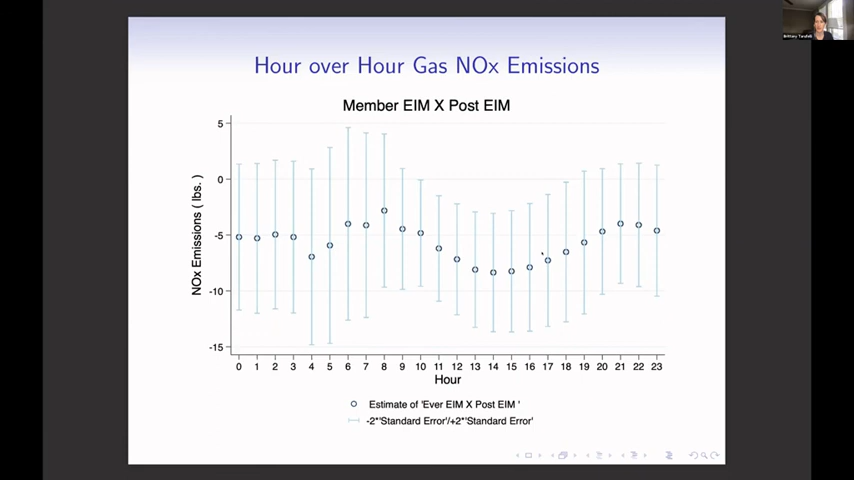 Hour over Hour Gas NOx Emissions
Member EIM X Post EIM
NOx Emissions ( lbs. )
5
0
-5
-10
-15
0 1 2 3 4 5 6 7 8 9 10 11 12 13 14 15 16 17 18 19 20 21 22 23
Hour
Estimate of 'Ever EIM X Post EIM '
-2*'Standard Error'/+2*'Standard Error'